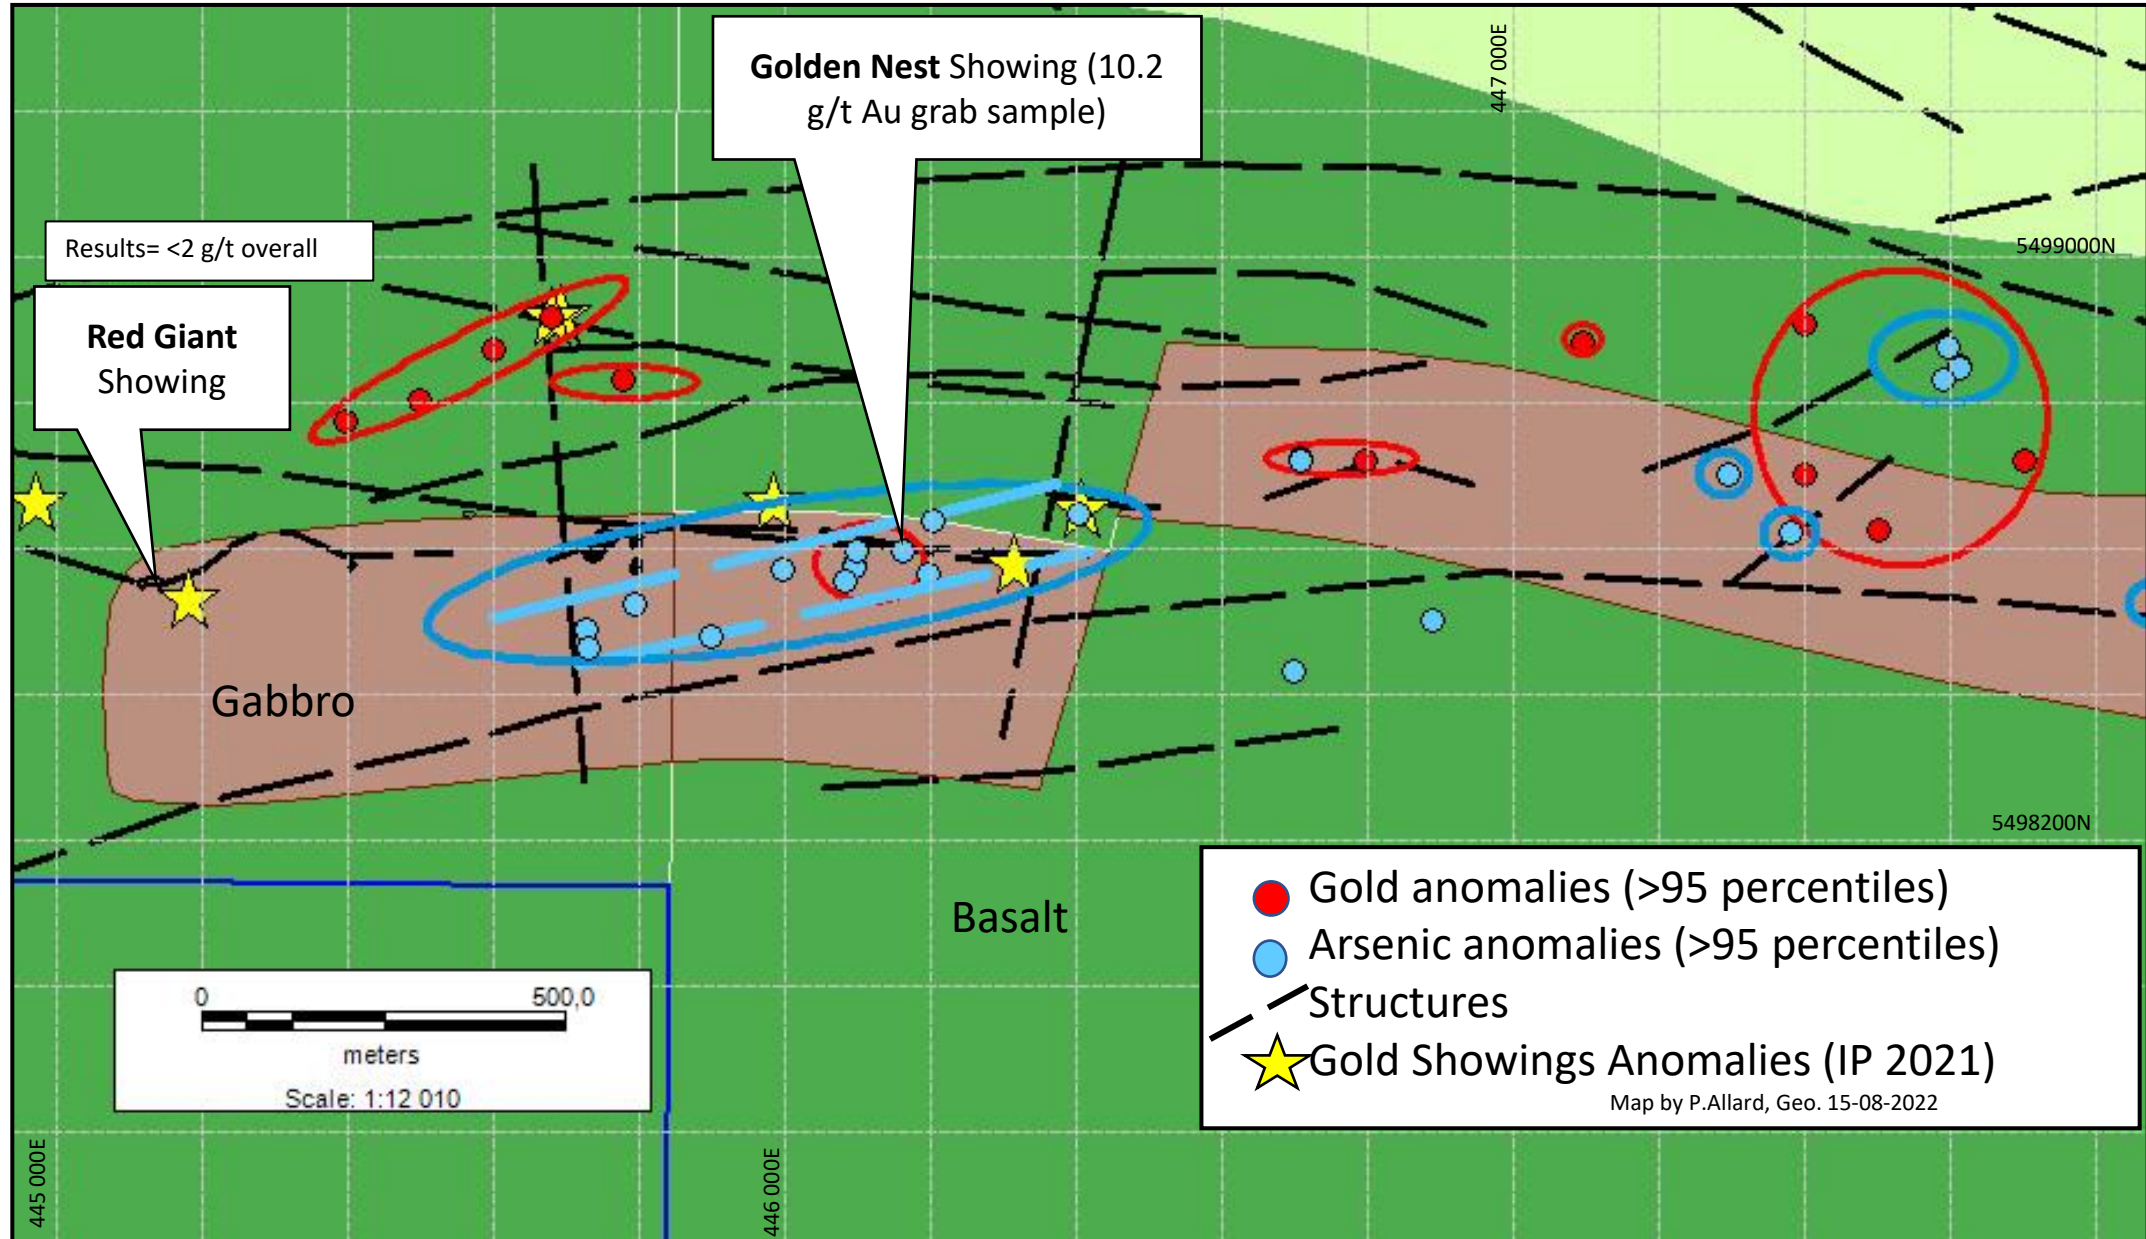 Golden Nest Showing (10.2
g/t Au grab sample)
447 000E
Results= <2 g/t overall
5499000N
Red Giant
Showing
Gabbro
5498200N
Basalt
Gold anomalies (>95 percentiles)
Arsenic anomalies (>95 percentiles)
Structures
Gold Showings Anomalies (IP 2021)
Map by P.Allard, Geo. 15-08-2022
0 500,0
meters
Scale: 1:12 010
445 000E
446 000E